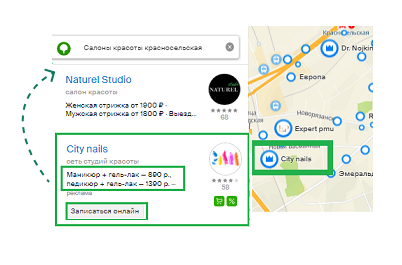 Салоны красоты красносельская
Naturel Studio
салон красоты
Женская стрижка от 1900 ₽ ·
Мужская стрижка от 1800 ₽ · Выезд...
NATUREL
68
City nails
сеть студий красоты
Маникюр + гель-лак – 890 р.,
педикюр + гель-лак – 1390 р. –
реклама
58
Записаться онлайн
Красносельская
Dr. Nojkin
Европа
Новорязанс
Expert pmu
City nails
Эмеральд